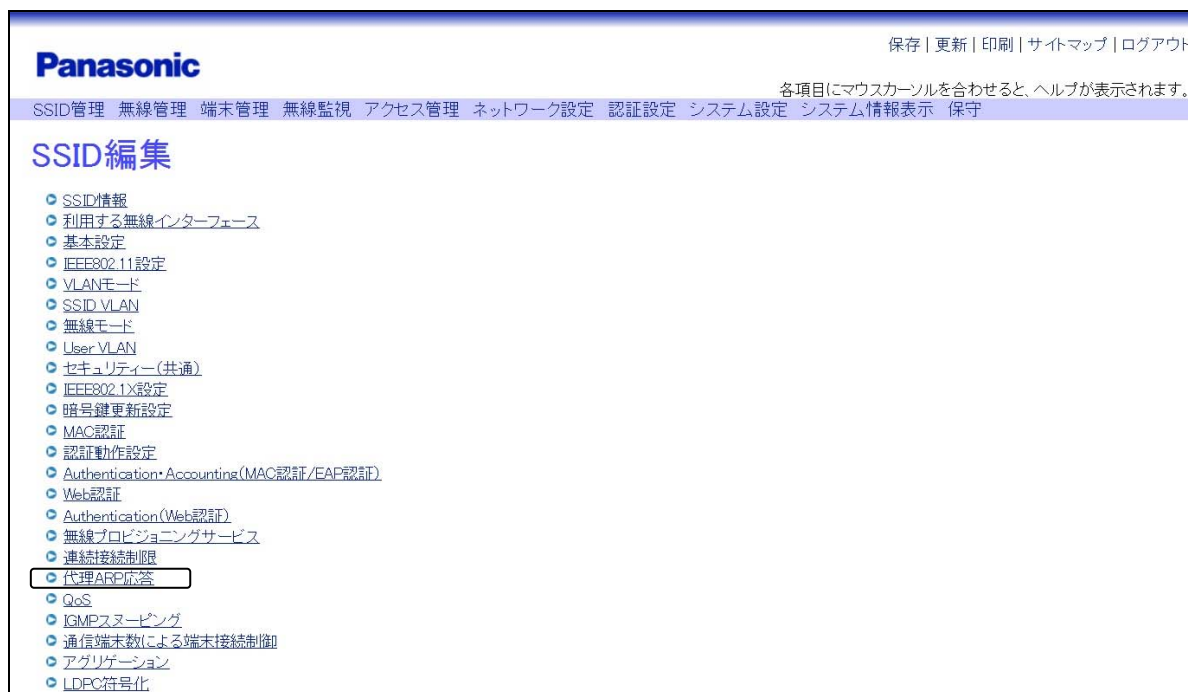 保存 | 更新 | 印刷 | サイトマップ | ログアウト
Panasonic
各項目にマウスカーソルを合わせると、ヘルプが表示されます。
SSID管理 無線管理 端末管理 無線監視 アクセス管理 ネットワーク設定 認証設定 システム設定 システム情報表示 保守
SSID編集
SSID情報
利用する無線インターフェース
基本設定
IEEE802.11設定
VLANモード
SSID VLAN
無線モード
User VLAN
セキュリティー(共通)
IEEE802.1X設定
暗号鍵更新設定
MAC認証
認証動作設定
Authentication・Accounting(MAC認証/EAP認証)
Web認証
Authentication(Web認証)
無線プロビジョニングサービス
連続接続制限
代理ARP応答
QoS
IGMPスヌーピング
通信端末数による端末接続制御
アグリゲーション
LDPC符号化